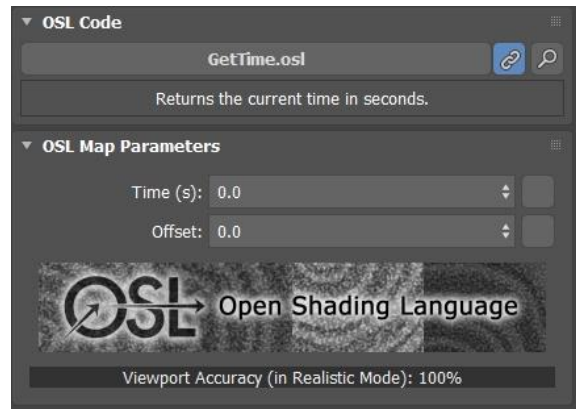 OSL Code
GetTime.osl
Returns the current time in seconds.
OSL Map Parameters
Time (s): 0.0
Offset: 0.0
OSL Open Shading Language
Viewport Accuracy (in Realistic Mode): 100%